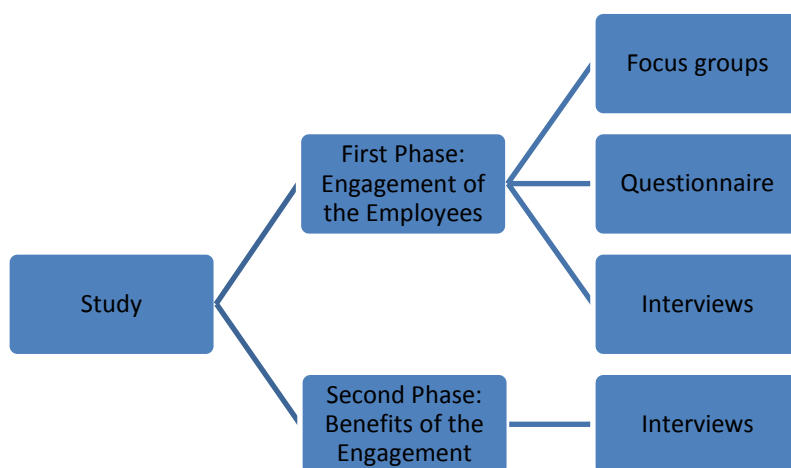 Focus groups
First Phase:
Engagement of
the Employees
Questionnaire
Study
Interviews
Second Phase:
Benefits of the
Engagement
Interviews